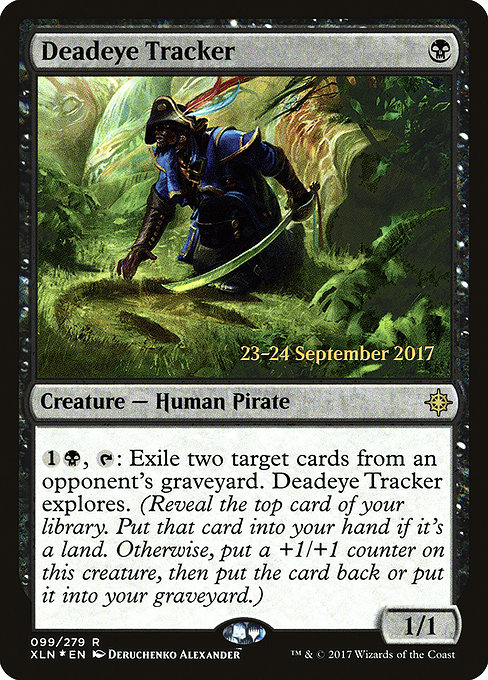 Deadeye Tracker
23–24 September 2017
Creature — Human Pirate
1, : Exile two target cards from an
opponent's graveyard. Deadeye Tracker
explores. (Reveal the top card of your
library. Put that card into your hand if it's
a land. Otherwise, put a +1/+1 counter on
this creature, then put the card back or put
it into your graveyard.)
1/1
099/279 R
XLN ★ EN Deruchenko Alexander
™ & © 2017 Wizards of the Coast